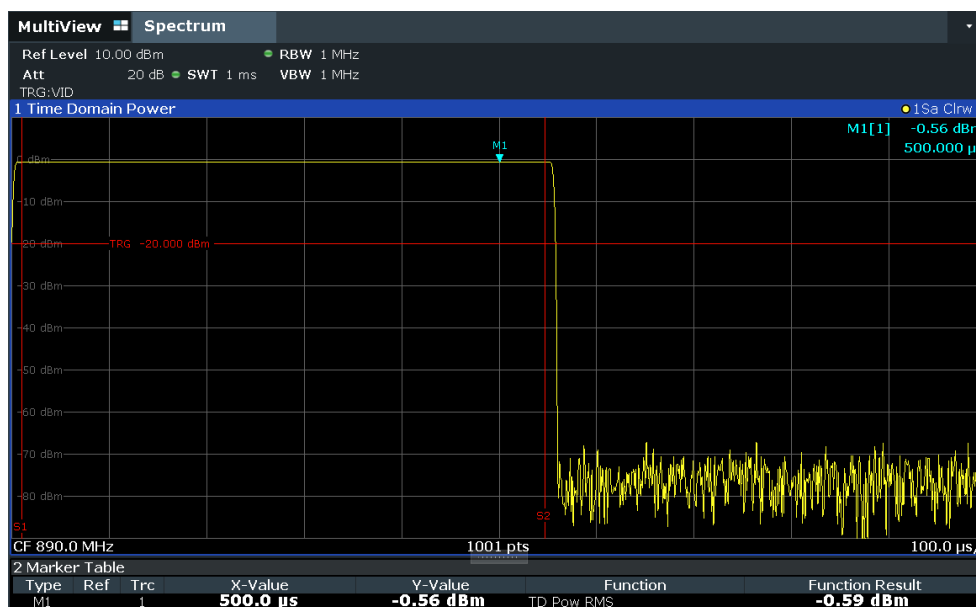 MultiView Spectrum
Ref Level 10.00 dBm RBW 1 MHz
Att 20 dB SWT 1 ms VBW 1 MHz
TRG:VID
1 Time Domain Power 1Sa Clrw
M1[1] -0.56 dBm
500.000 µ
M1
0 dBm
-10 dBm
-20 dBm TRG -20.000 dBm
-30 dBm
-40 dBm
-50 dBm
-60 dBm
-70 dBm
-80 dBm
S1 S2
CF 890.0 MHz 1001 pts 100.0 µs/
2 Marker Table
Type Ref Trc X-Value Y-Value Function Function Result
M1 1 500.0 µs -0.56 dBm TD Pow RMS -0.59 dBm